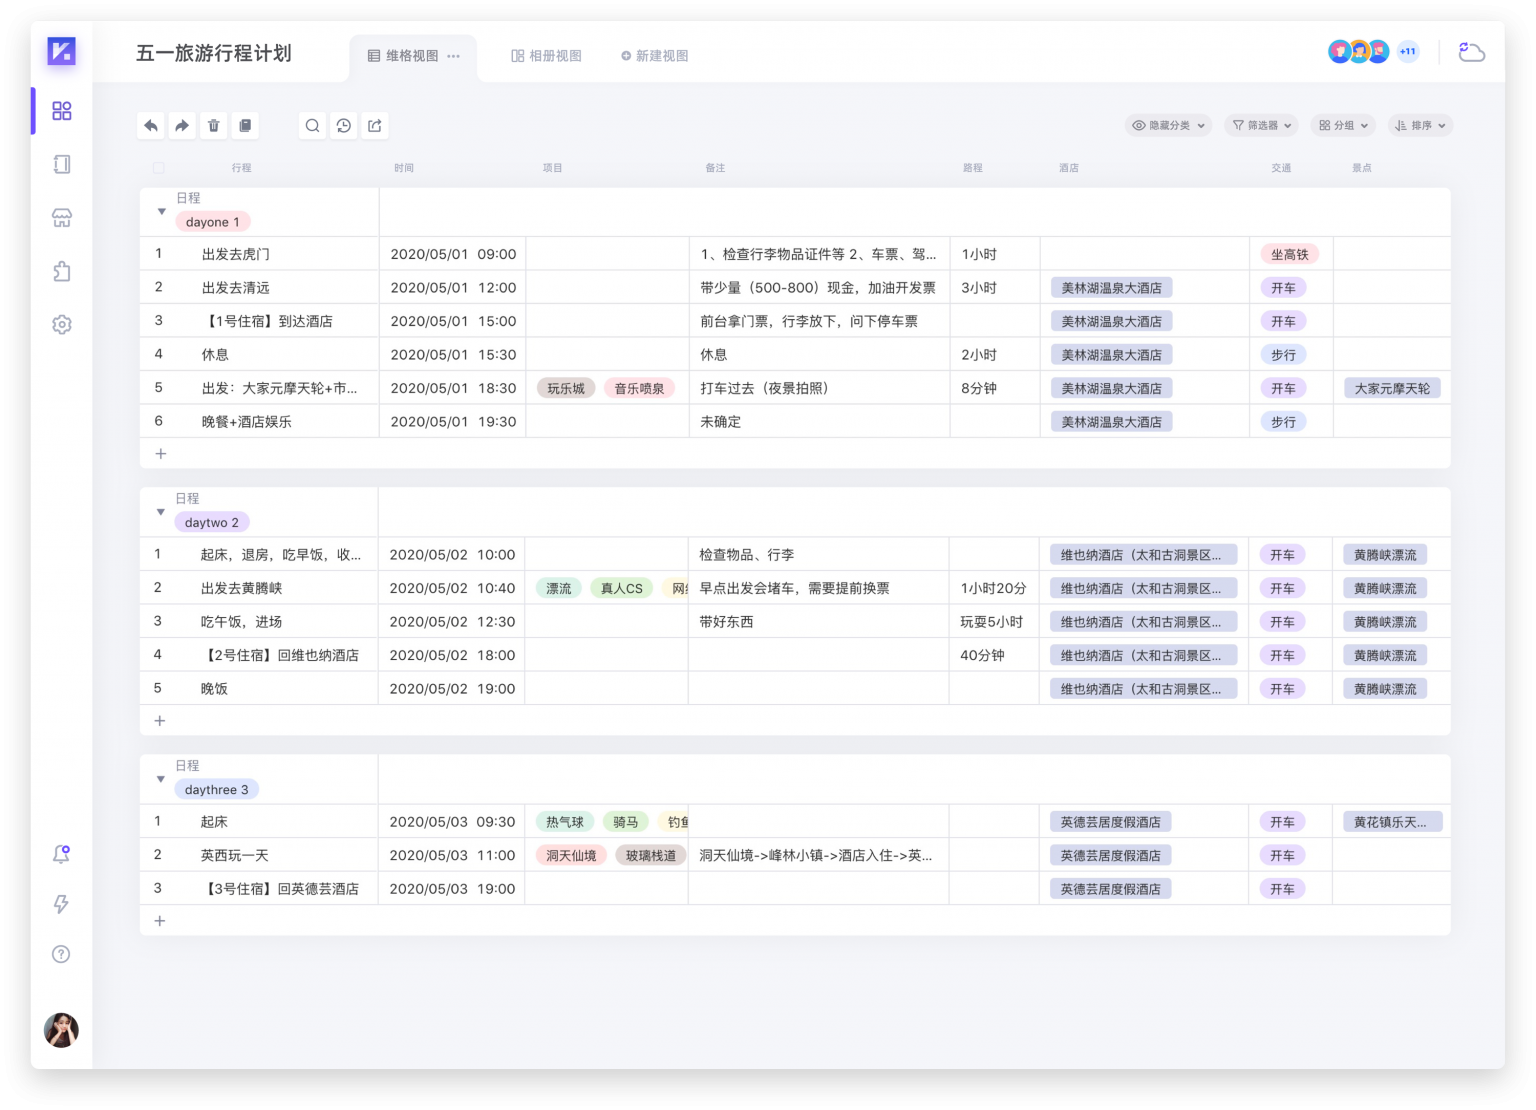 五一旅游行程计划
维格视图 ···
相册视图
新建视图
+11
隐藏分类
筛选器
分组
排序
行程 时间 项目 备注 路程 酒店 交通 景点
日程
dayone 1
1 出发去虎门 2020/05/01 09:00 1、检查行李物品证件等 2、车票、驾... 1小时 坐高铁
2 出发去清远 2020/05/01 12:00 带少量（500-800）现金，加油开发票 3小时 美林湖温泉大酒店 开车
3 【1号住宿】到达酒店 2020/05/01 15:00 前台拿门票，行李放下，问下停车票 美林湖温泉大酒店 开车
4 休息 2020/05/01 15:30 休息 2小时 美林湖温泉大酒店 步行
5 出发：大家元摩天轮+市... 2020/05/01 18:30 玩乐城 音乐喷泉 打车过去（夜景拍照） 8分钟 美林湖温泉大酒店 开车 大家元摩天轮
6 晚餐+酒店娱乐 2020/05/01 19:30 未确定 美林湖温泉大酒店 步行
+
日程
daytwo 2
1 起床，退房，吃早饭，收... 2020/05/02 10:00 检查物品、行李 维也纳酒店（太和古洞景区... 开车 黄腾峡漂流
2 出发去黄腾峡 2020/05/02 10:40 漂流 真人CS 网 早点出发会堵车，需要提前换票 1小时20分 维也纳酒店（太和古洞景区... 开车 黄腾峡漂流
3 吃午饭，进场 2020/05/02 12:30 带好东西 玩耍5小时 维也纳酒店（太和古洞景区... 开车 黄腾峡漂流
4 【2号住宿】回维也纳酒店 2020/05/02 18:00 40分钟 维也纳酒店（太和古洞景区... 开车 黄腾峡漂流
5 晚饭 2020/05/02 19:00 维也纳酒店（太和古洞景区... 开车 黄腾峡漂流
+
日程
daythree 3
1 起床 2020/05/03 09:30 热气球 骑马 钓鱼 英德芸居度假酒店 开车 黄花镇乐天...
2 英西玩一天 2020/05/03 11:00 洞天仙境 玻璃栈道 洞天仙境->峰林小镇->酒店入住->英... 英德芸居度假酒店 开车
3 【3号住宿】回英德芸酒店 2020/05/03 19:00 英德芸居度假酒店 开车
+